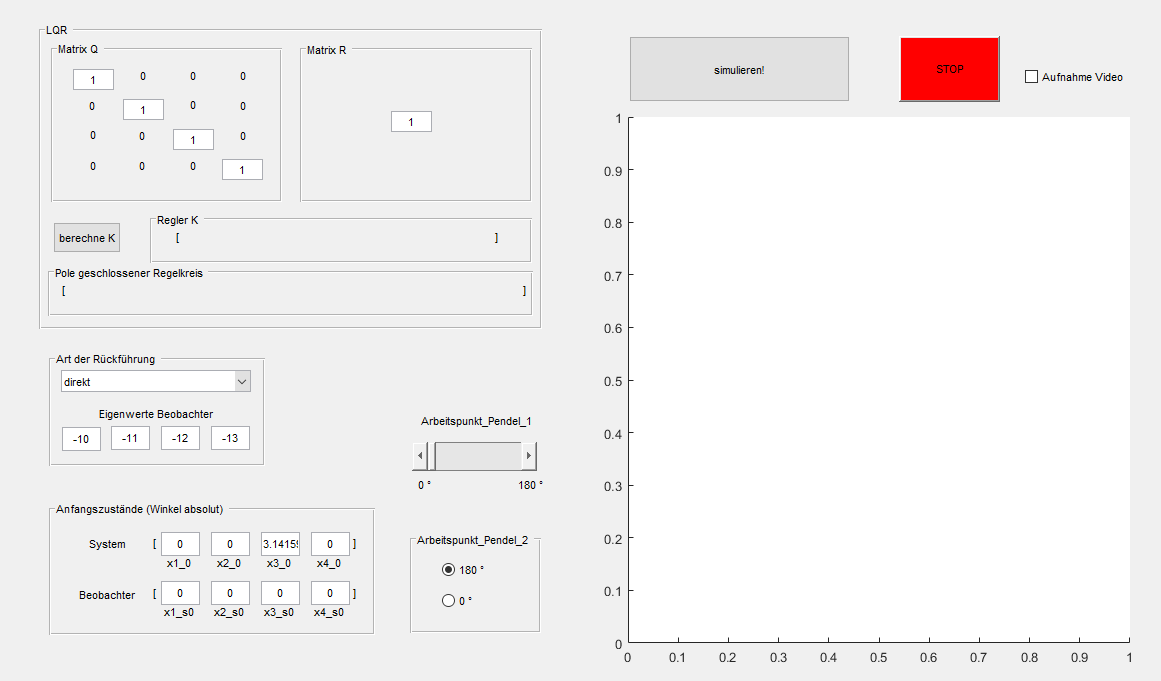 LQR
Matrix Q
1 0 0 0
0 1 0 0
0 0 1 0
0 0 0 1
Matrix R
1
berechne K
Regler K
[ ]
Pole geschlossener Regelkreis
[ ]
Art der Rückführung
direkt
Eigenwerte Beobachter
-10 -11 -12 -13
Arbeitspunkt_Pendel_1
0 ° 180 °
Anfangszustände (Winkel absolut)
System [ 0 0 3.1415 0 ]
x1_0 x2_0 x3_0 x4_0
Beobachter [ 0 0 0 0 ]
x1_s0 x2_s0 x3_s0 x4_s0
Arbeitspunkt_Pendel_2
180 °
0 °
simulieren!
STOP
Aufnahme Video
1
0.9
0.8
0.7
0.6
0.5
0.4
0.3
0.2
0.1
0
0 0.1 0.2 0.3 0.4 0.5 0.6 0.7 0.8 0.9 1